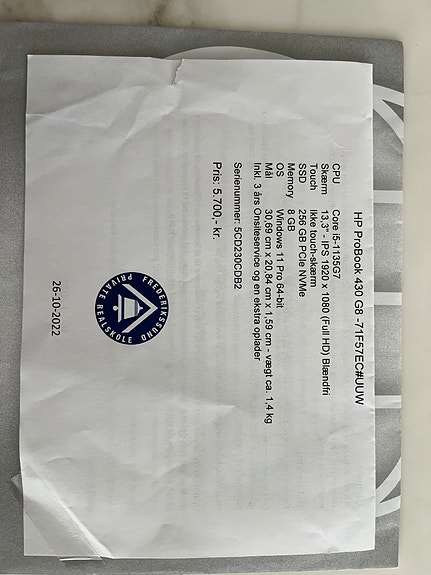 HP ProBook 430 G8 -71F57EC#UUW
CPU Core i5-1135G7
Skærm 13,3" - IPS 1920 x 1080 (Full HD) Blændfri
Touch Ikke touch-skærm
SSD 256 GB PCIe NVMe
Memory 8 GB
OS Windows 11 Pro 64-bit
Mål 30,69 cm x 20,84 cm x 1,59 cm - vægt ca. 1,4 kg
Inkl. 3 års Onsiteservice og en ekstra oplader
Serienummer: 5CD230CDB2
Pris: 5.700,- kr.
FREDERIKSSUND
PRIVATE REALSKOLE
26-10-2022